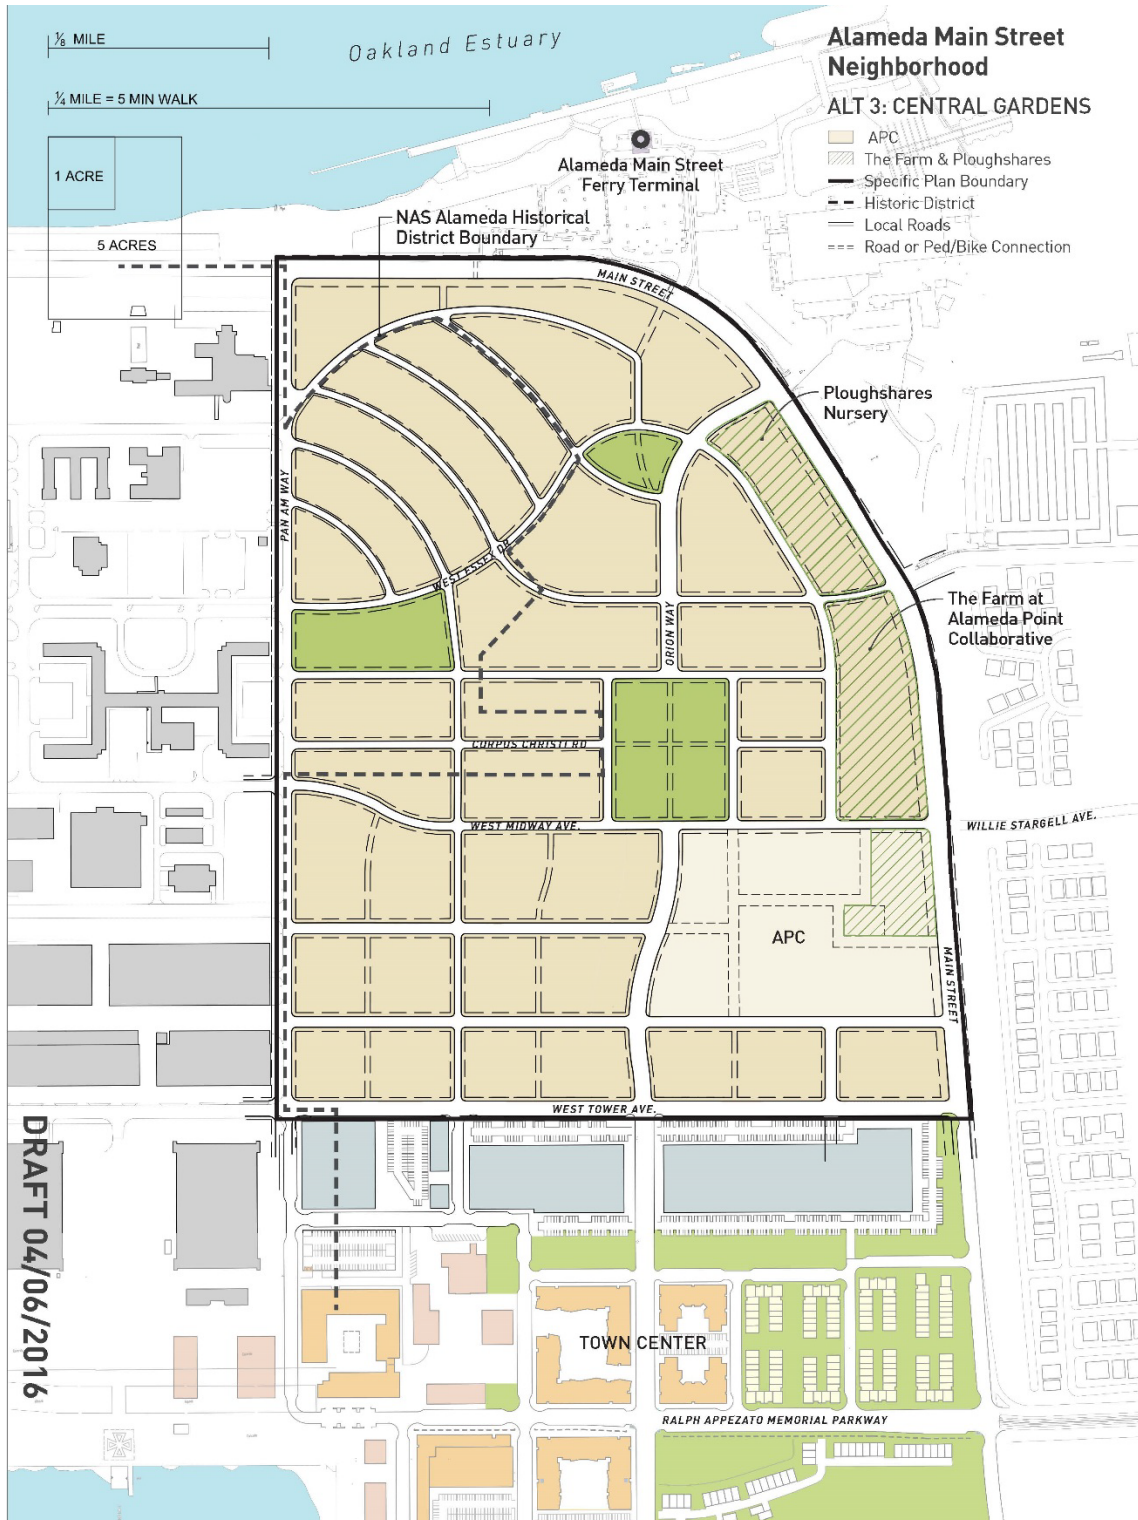 ⅛ MILE
Oakland Estuary
¼ MILE = 5 MIN WALK
1 ACRE
5 ACRES
Alameda Main Street
Neighborhood
ALT 3: CENTRAL GARDENS
APC
The Farm & Ploughshares
Specific Plan Boundary
Historic District
Local Roads
Road or Ped/Bike Connection
Alameda Main Street
Ferry Terminal
NAS Alameda Historical
District Boundary
MAIN STREET
Ploughshares
Nursery
PAN AM WAY
WEST ESSEX DR
The Farm at
Alameda Point
Collaborative
ORION WAY
CORPUS CHRISTI RD
WEST MIDWAY AVE.
WILLIE STARGELL AVE.
APC
MAIN STREET
WEST TOWER AVE.
DRAFT 04/06/2016
TOWN CENTER
RALPH APPEZATO MEMORIAL PARKWAY